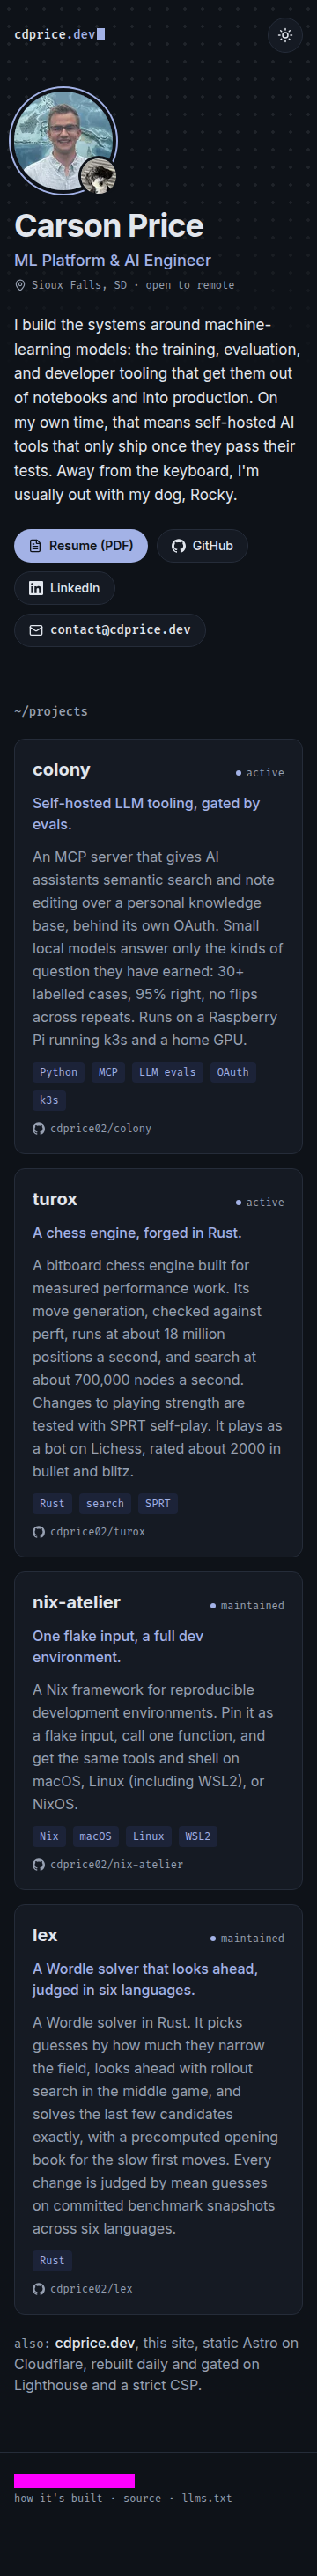 cdprice.dev
Carson Price
ML Platform & AI Engineer
Sioux Falls, SD · open to remote
I build the systems around machine-
learning models: the training, evaluation,
and developer tooling that get them out
of notebooks and into production. On
my own time, that means self-hosted AI
tools that only ship once they pass their
tests. Away from the keyboard, I'm
usually out with my dog, Rocky.
Resume (PDF)
GitHub
LinkedIn
contact@cdprice.dev
~/projects
colony
active
Self-hosted LLM tooling, gated by
evals.
An MCP server that gives AI
assistants semantic search and note
editing over a personal knowledge
base, behind its own OAuth. Small
local models answer only the kinds of
question they have earned: 30+
labelled cases, 95% right, no flips
across repeats. Runs on a Raspberry
Pi running k3s and a home GPU.
Python MCP LLM evals OAuth
k3s
cdprice02/colony
turox
active
A chess engine, forged in Rust.
A bitboard chess engine built for
measured performance work. Its
move generation, checked against
perft, runs at about 18 million
positions a second, and search at
about 700,000 nodes a second.
Changes to playing strength are
tested with SPRT self-play. It plays as
a bot on Lichess, rated about 2000 in
bullet and blitz.
Rust search SPRT
cdprice02/turox
nix-atelier
maintained
One flake input, a full dev
environment.
A Nix framework for reproducible
development environments. Pin it as
a flake input, call one function, and
get the same tools and shell on
macOS, Linux (including WSL2), or
NixOS.
Nix macOS Linux WSL2
cdprice02/nix-atelier
lex
maintained
A Wordle solver that looks ahead,
judged in six languages.
A Wordle solver in Rust. It picks
guesses by how much they narrow
the field, looks ahead with rollout
search in the middle game, and
solves the last few candidates
exactly, with a precomputed opening
book for the slow first moves. Every
change is judged by mean guesses
on committed benchmark snapshots
across six languages.
Rust
cdprice02/lex
also: cdprice.dev, this site, static Astro on
Cloudflare, rebuilt daily and gated on
Lighthouse and a strict CSP.
how it's built · source · llms.txt